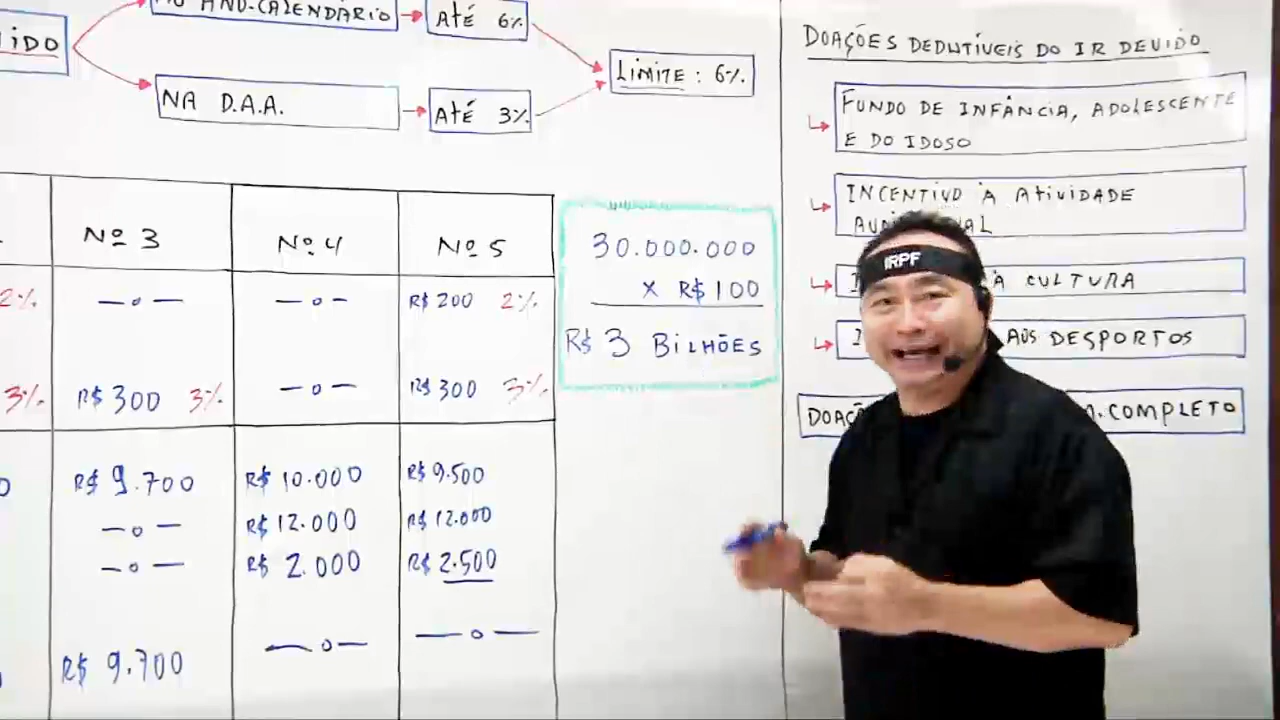 IDO
ANO-CALENDÁRIO
ATÉ 6%
NA D.A.A.
ATÉ 3%
LIMITE: 6%
Nº 3
Nº 4
Nº 5
2%
—o—
—o—
R$ 200 2%
3%
R$ 300 3%
—o—
R$ 300 3%
0
R$ 9.700
R$ 10.000
R$ 9.500
—o—
R$ 12.000
R$ 12.000
—o—
R$ 2.000
R$ 2.500
R$ 9.700
—o—
—o—
30.000.000
x R$ 100
R$ 3 BILHÕES
DOAÇÕES DEDUTÍVEIS DO IR DEVIDO
FUNDO DE INFÂNCIA, ADOLESCENTE
E DO IDOSO
INCENTIVO À ATIVIDADE
À CULTURA
AOS DESPORTOS
COMPLETO
IRPF